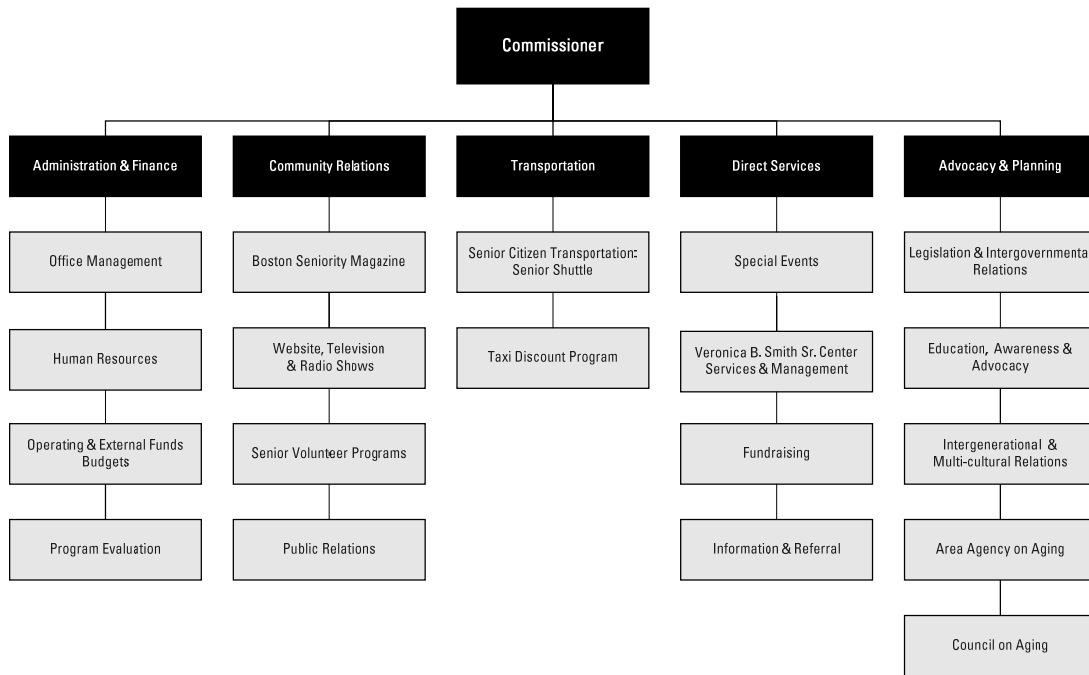 Commissioner
Administration & Finance
Community Relations
Transportation
Direct Services
Advocacy & Planning
Office Management
Boston Seniority Magazine
Senior Citizen Transportation:
Senior Shuttle
Special Events
Legislation & Intergovernmenta
Relations
Human Resources
Website, Television
& Radio Shows
Taxi Discount Program
Veronica B. Smith Sr. Center
Services & Management
Education, Awareness &
Advocacy
Operating & External Funds
Budgets
Senior Volunteer Programs
Fundraising
Intergenerational &
Multi-cultural Relations
Program Evaluation
Public Relations
Information & Referral
Area Agency on Aging
Council on Aging